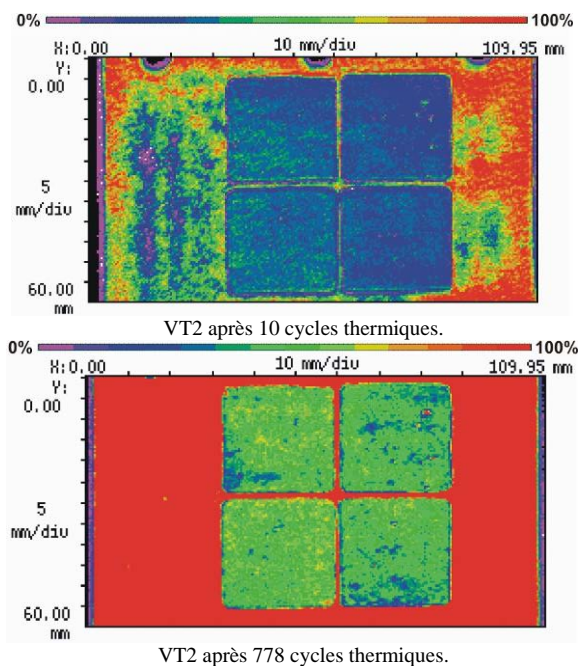 0% 100%
X:0.00 10 mm/div 109.95 mm
Y:
0.00
5
mm/div
60.00
mm
VT2 après 10 cycles thermiques.
0% 100%
X:0.00 10 mm/div 109.95 mm
Y:
0.00
5
mm/div
60.00
mm
VT2 après 778 cycles thermiques.